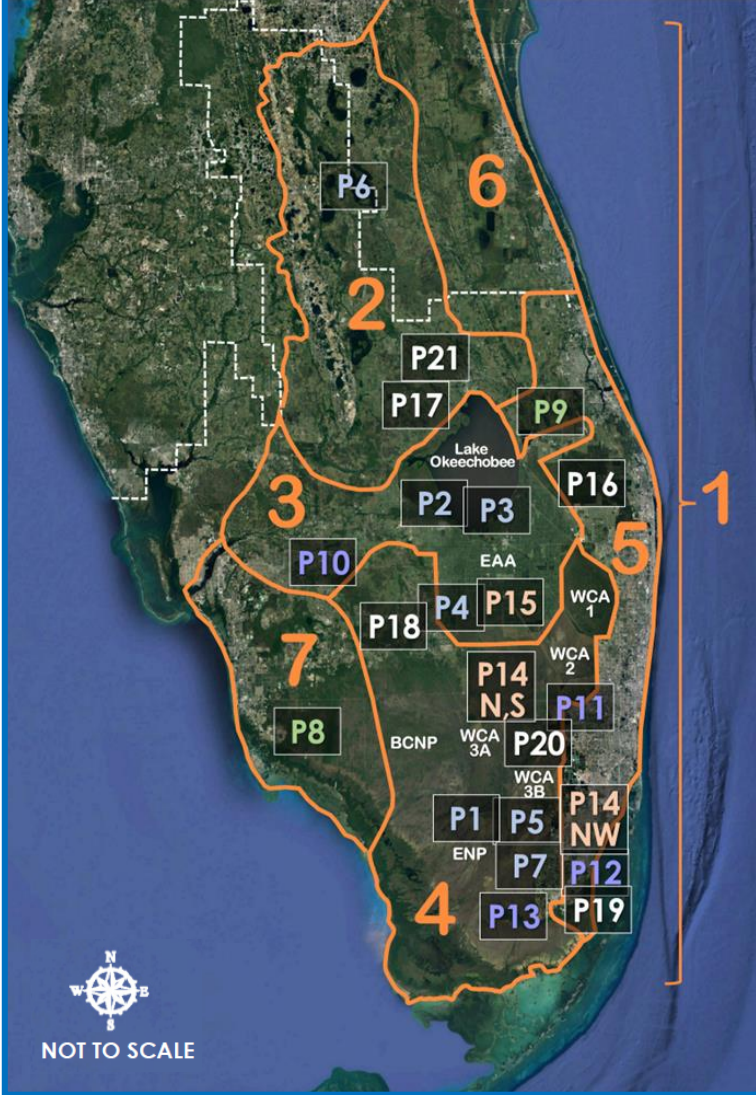 6
P6
2
P21
P17
P9
Lake
Okeechobee
P16
1
3
P2
P3
5
P10
EAA
WCA
1
P4
P15
P18
7
WCA
2
P14
N,S
P11
P8
BCNP
WCA
3A
P20
WCA
3B
P14
NW
P1
P5
ENP
P7
P12
4
P13
P19
N
W
E
S
NOT TO SCALE